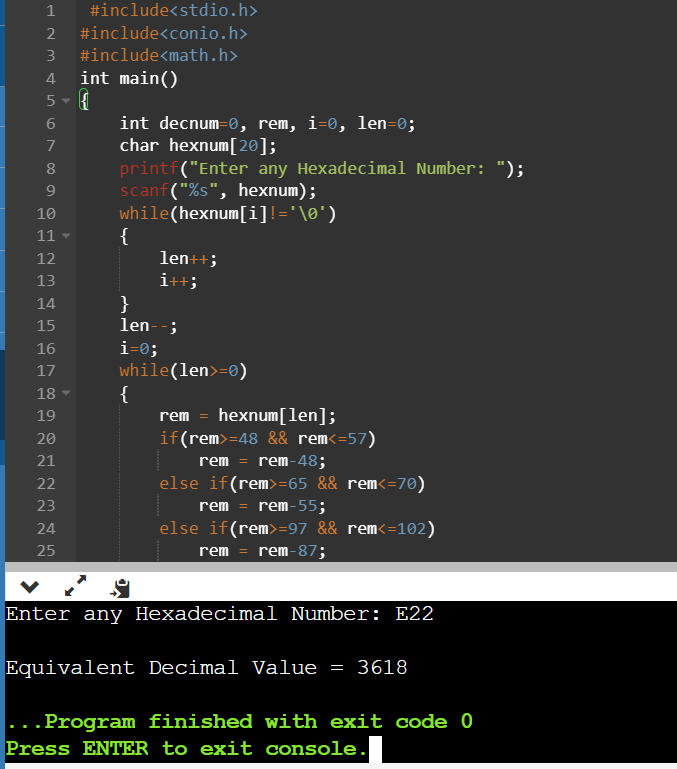 1 #include<stdio.h>
2 #include<conio.h>
3 #include<math.h>
4 int main()
5 {
6 int decnum=0, rem, i=0, len=0;
7 char hexnum[20];
8 printf("Enter any Hexadecimal Number: ");
9 scanf("%s", hexnum);
10 while(hexnum[i]!='\0')
11 {
12 len++;
13 i++;
14 }
15 len--;
16 i=0;
17 while(len>=0)
18 {
19 rem = hexnum[len];
20 if(rem>=48 && rem<=57)
21 rem = rem-48;
22 else if(rem>=65 && rem<=70)
23 rem = rem-55;
24 else if(rem>=97 && rem<=102)
25 rem = rem-87;
Enter any Hexadecimal Number: E22
Equivalent Decimal Value = 3618
...Program finished with exit code 0
Press ENTER to exit console.